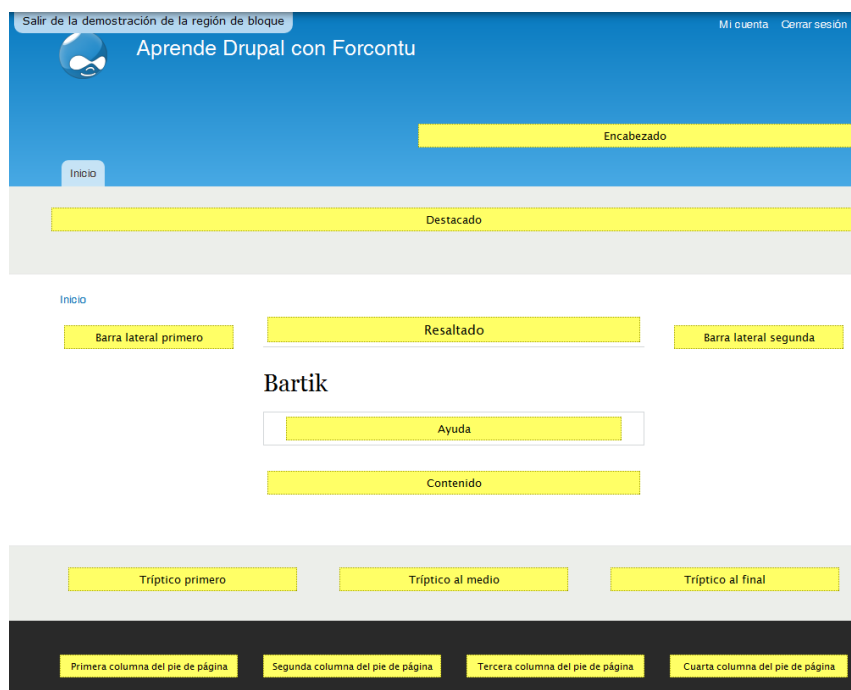 Salir de la demostración de la región de bloque
Mi cuenta Cerrar sesión
Aprende Drupal con Forcontu
Encabezado
Inicio
Destacado
Inicio
Barra lateral primero
Resaltado
Barra lateral segunda
Bartik
Ayuda
Contenido
Tríptico primero
Tríptico al medio
Tríptico al final
Primera columna del pie de página
Segunda columna del pie de página
Tercera columna del pie de página
Cuarta columna del pie de página